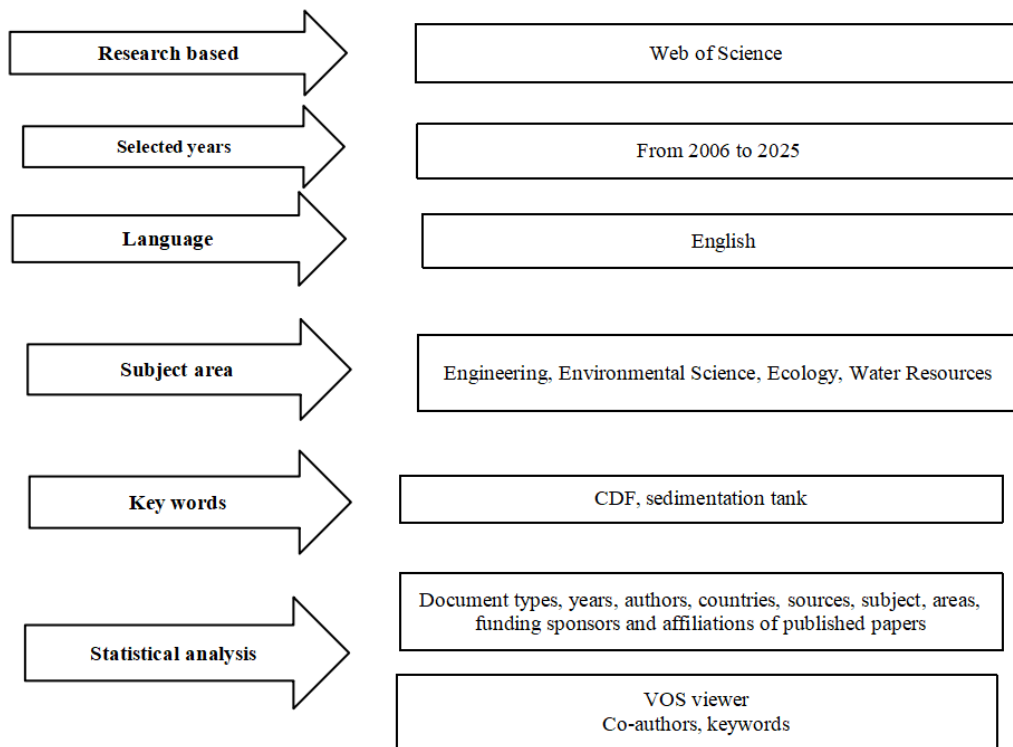 Research based
Web of Science
Selected years
From 2006 to 2025
Language
English
Subject area
Engineering, Environmental Science, Ecology, Water Resources
Key words
CDF, sedimentation tank
Statistical analysis
Document types, years, authors, countries, sources, subject, areas,
funding sponsors and affiliations of published papers
VOS viewer
Co-authors, keywords